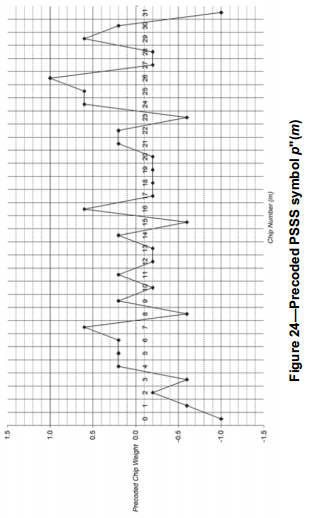 1.5
1.0
0.5
0.0
-0.5
-1.0
-1.5
Precoded Chip Weight
0 1 2 3 4 5 6 7 8 9 10 11 12 13 14 15 16 17 18 19 20 21 22 23 24 25 26 27 28 29 30 31
Chip Number (m)
Figure 24—Precoded PSSS symbol p"(m)